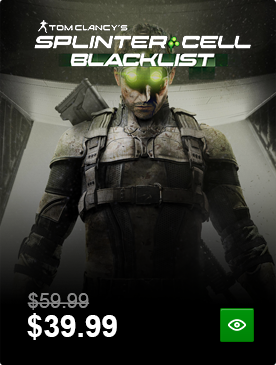 TOM CLANCY'S
SPLINTER CELL
BLACKLIST
$59.99
$39.99